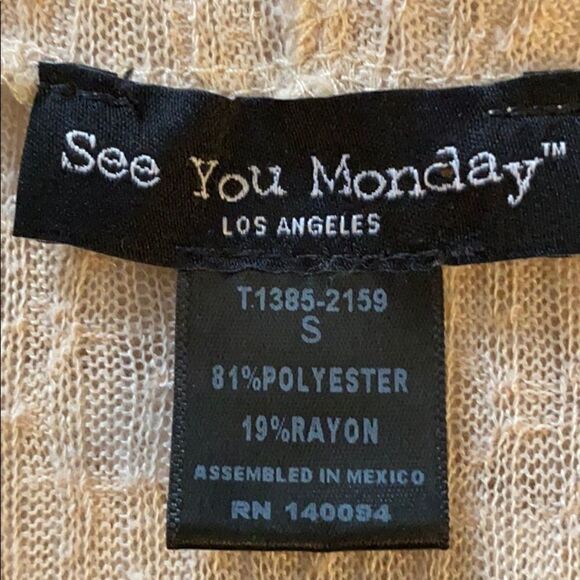 See You Monday™
LOS ANGELES
T1385-2159
S
81%POLYESTER
19%RAYON
ASSEMBLED IN MEXICO
RN 140094